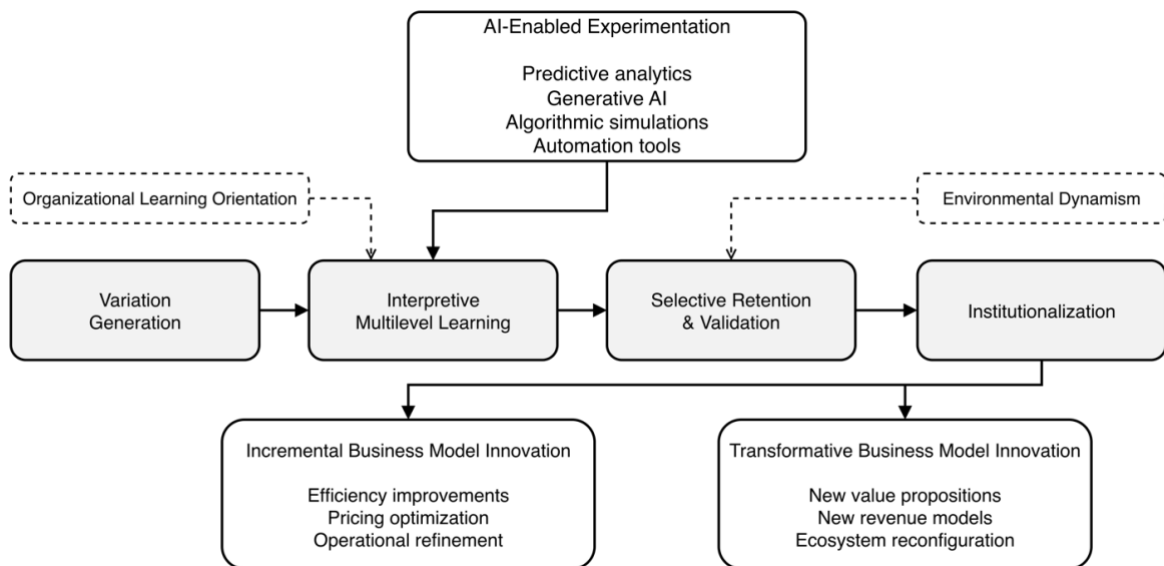 AI-Enabled Experimentation
Predictive analytics
Generative AI
Algorithmic simulations
Automation tools
Organizational Learning Orientation
Environmental Dynamism
Variation
Generation
Interpretive
Multilevel Learning
Selective Retention
& Validation
Institutionalization
Incremental Business Model Innovation
Efficiency improvements
Pricing optimization
Operational refinement
Transformative Business Model Innovation
New value propositions
New revenue models
Ecosystem reconfiguration